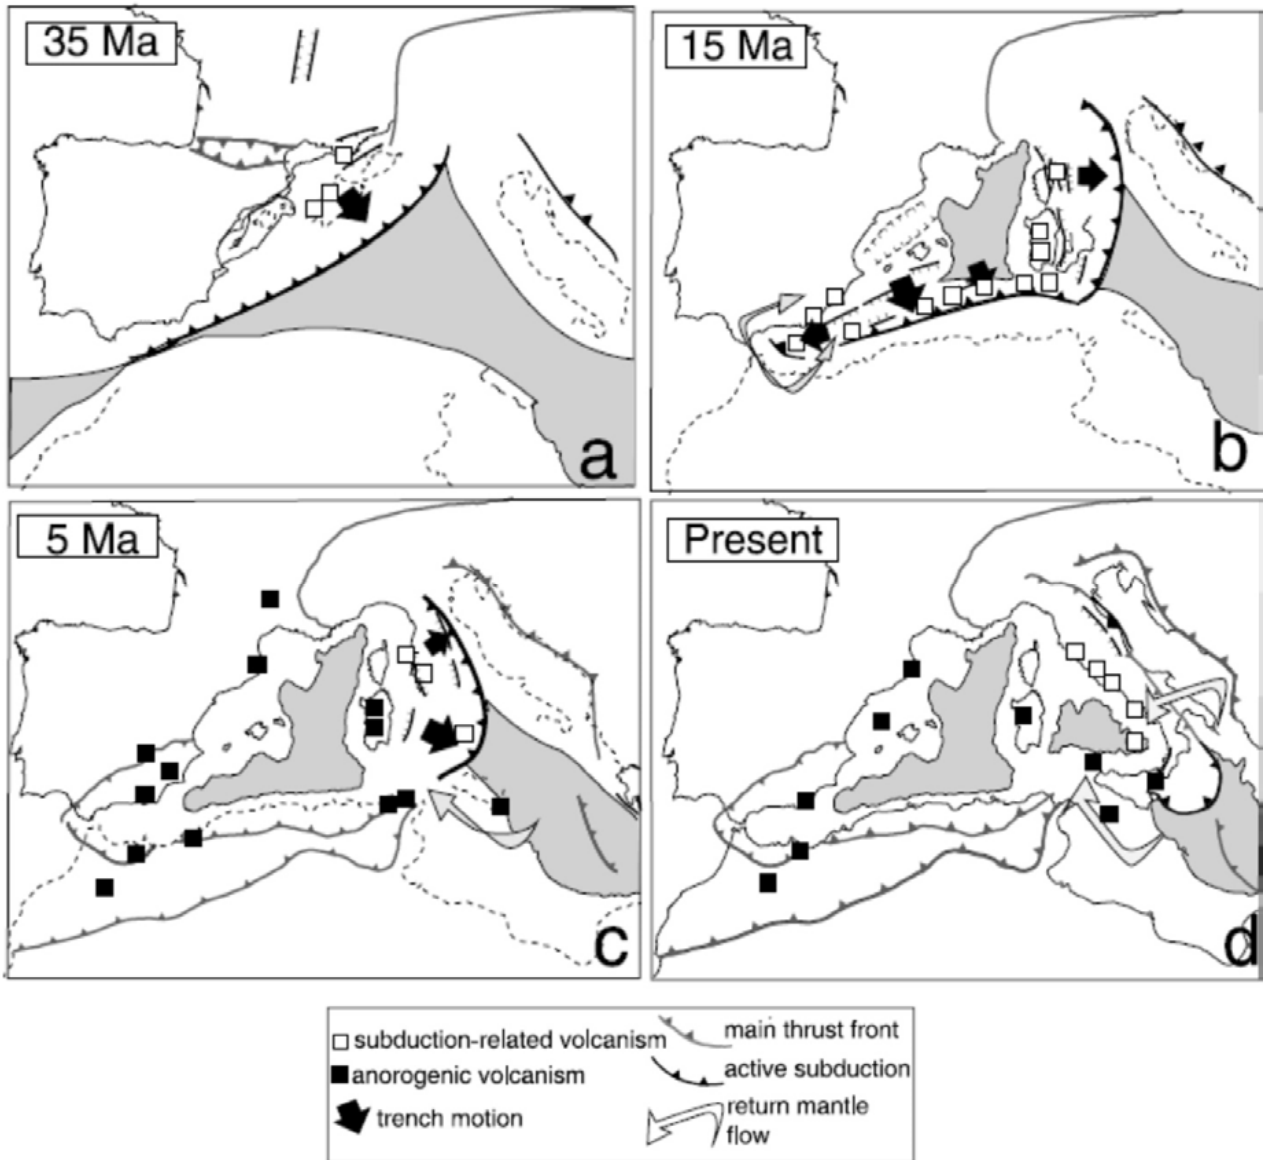 35 Ma
15 Ma
a
b
5 Ma
Present
c
d
subduction-related volcanism
main thrust front
anorogenic volcanism
active subduction
trench motion
return mantle
flow